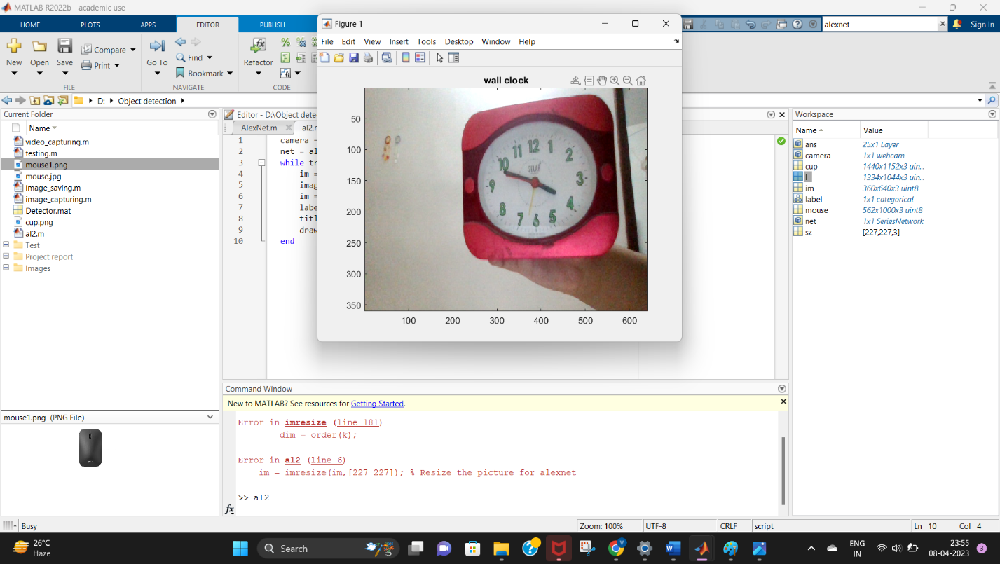 MATLAB R2022b - academic use
HOME PLOTS APPS EDITOR PUBLISH
alexnet
Sign In
New
Open
Save
Compare
Print
FILE
Go To
Find
Bookmark
NAVIGATE
Refactor
CODE
D: Object detection
Current Folder
Name
video_capturing.m
testing.m
mouse1.png
mouse.jpg
image_saving.m
image_capturing.m
Detector.mat
cup.png
al2.m
Test
Project report
Images
mouse1.png (PNG File)
Editor - D:\Object dete
AlexNet.m
1 camera =
2 net = al
3 while tr
4 im =
5 imag
6 im =
7 labe
8 titl
9 draw
10 end
Figure 1
File Edit View Insert Tools Desktop Window Help
wall clock
50
100
150
200
250
300
350
100 200 300 400 500 600
12
1
2
3
4
5
6
7
8
9
10
11
Command Window
New to MATLAB? See resources for Getting Started.
Error in imresize (line 181)
dim = order(k);
Error in al2 (line 6)
im = imresize(im,[227 227]); % Resize the picture for alexnet
>> al2
fx
Workspace
Name Value
ans 25x1 Layer
camera 1x1 webcam
cup 1440x1152x3 uin...
I 1334x1044x3 uin...
im 360x640x3 uint8
label 1x1 categorical
mouse 562x1000x3 uint8
net 1x1 SeriesNetwork
sz [227,227,3]
Busy
Zoom: 100%
UTF-8
CRLF
script
Ln 10 Col 4
26°C
Haze
Search
ENG
IN
23:55
08-04-2023
3